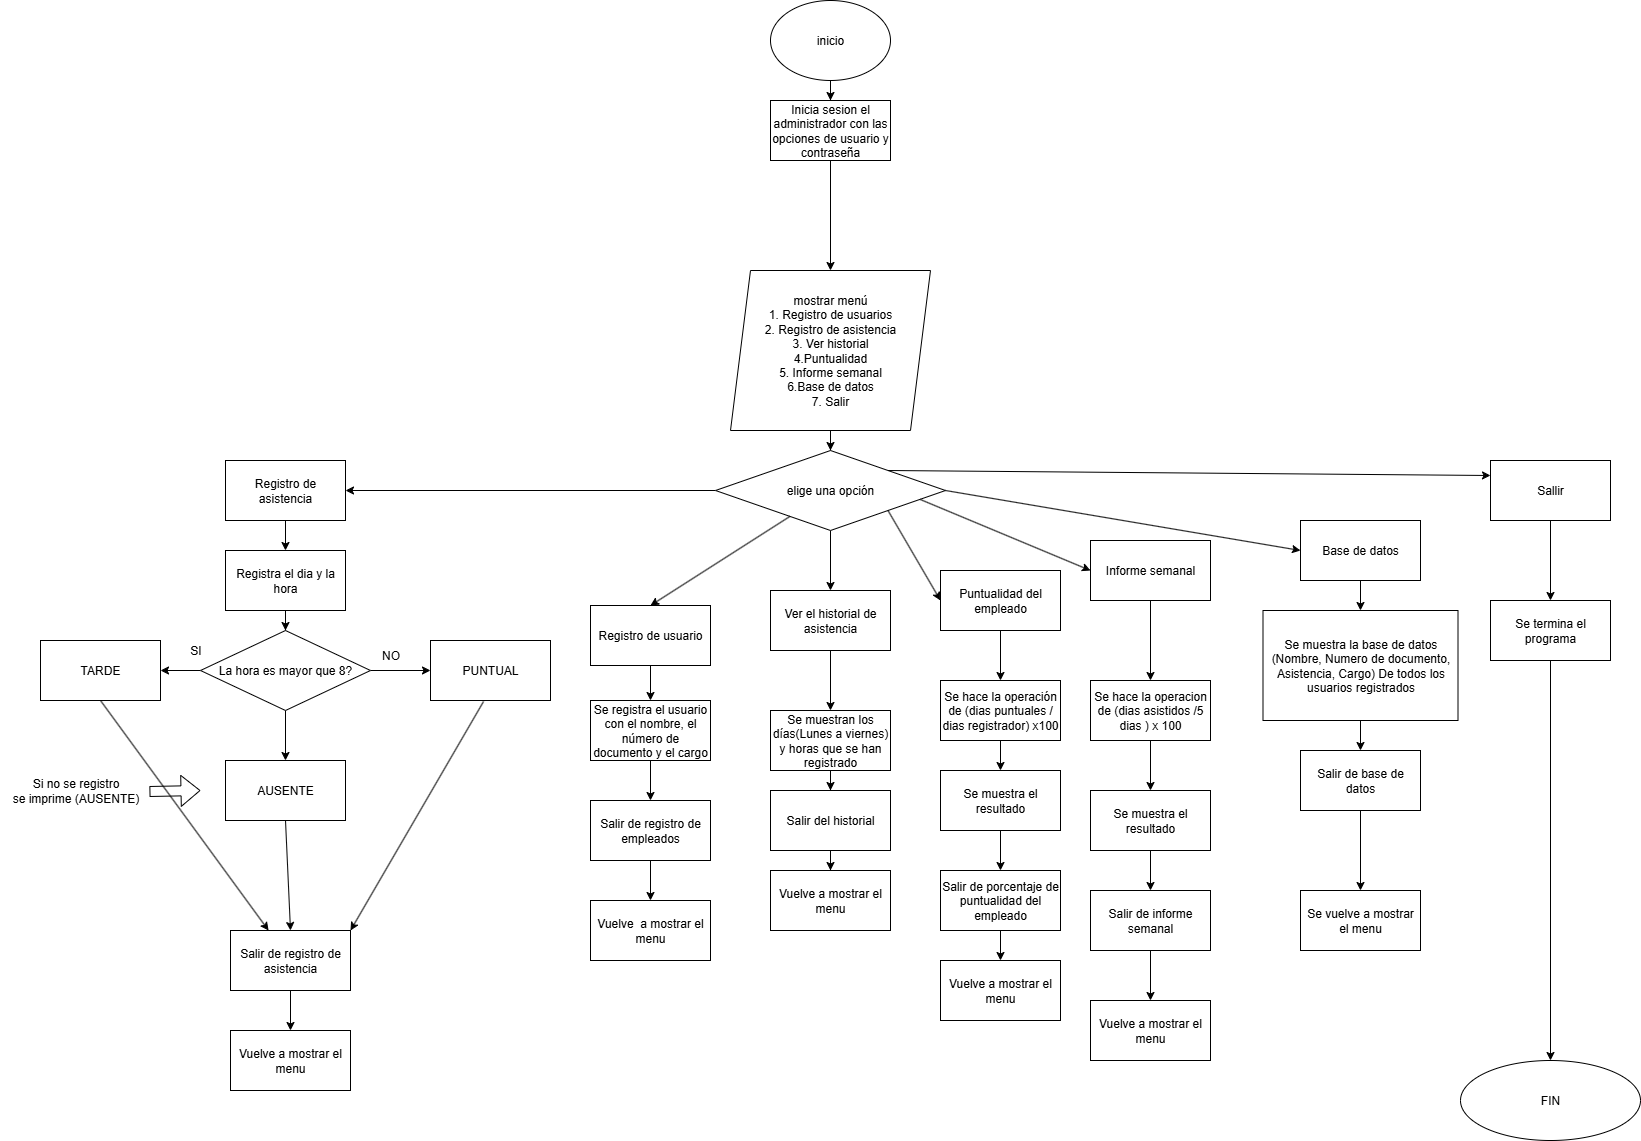 inicio
Inicia sesion el
administrador con las
opciones de usuario y
contraseña
mostrar menú
1. Registro de usuarios
2. Registro de asistencia
3. Ver historial
4.Puntualidad
5. Informe semanal
6.Base de datos
7. Salir
elige una opción
Registro de
asistencia
Registra el dia y la
hora
La hora es mayor que 8?
SI
NO
TARDE
PUNTUAL
AUSENTE
Si no se registro
se imprime (AUSENTE)
Salir de registro de
asistencia
Vuelve a mostrar el
menu
Registro de usuario
Se registra el usuario
con el nombre, el
número de
documento y el cargo
Salir de registro de
empleados
Vuelve  a mostrar el
menu
Ver el historial de
asistencia
Se muestran los
días(Lunes a viernes)
y horas que se han
registrado
Salir del historial
Vuelve a mostrar el
menu
Puntualidad del
empleado
Se hace la operación
de (dias puntuales /
dias registrador) x100
Se muestra el
resultado
Salir de porcentaje de
puntualidad del
empleado
Vuelve a mostrar el
menu
Informe semanal
Se hace la operacion
de (dias asistidos /5
dias ) x 100
Se muestra el
resultado
Salir de informe
semanal
Vuelve a mostrar el
menu
Base de datos
Se muestra la base de datos
(Nombre, Numero de documento,
Asistencia, Cargo) De todos los
usuarios registrados
Salir de base de
datos
Se vuelve a mostrar
el menu
Sallir
Se termina el
programa
FIN